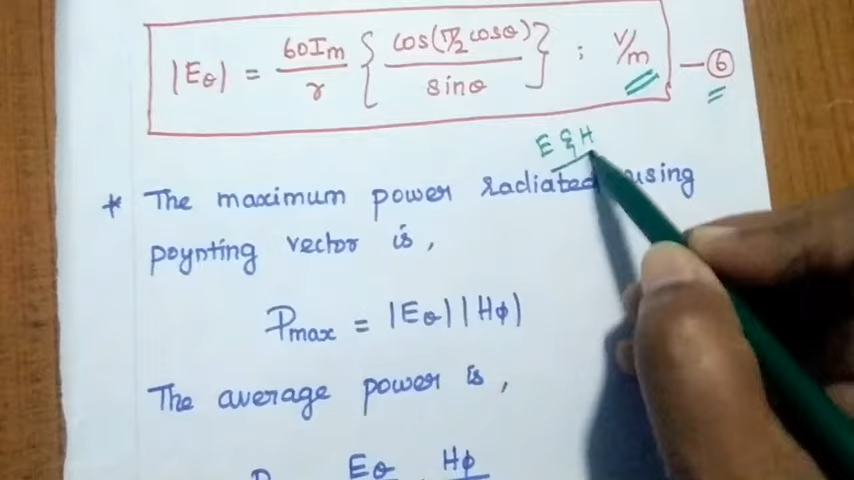 |Eθ| = 60Im/r { cos(π/2 cosθ)/sinθ } ; V/m — ⑥
E & H
* The maximum power radiated using
poynting vector is,
Pmax = |Eθ| |Hφ|
The average power is,
Eθ Hφ